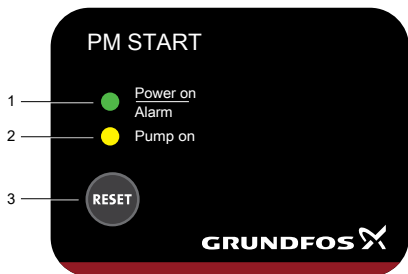 PM START
1
Power on
Alarm
2
Pump on
3
RESET
GRUNDFOS